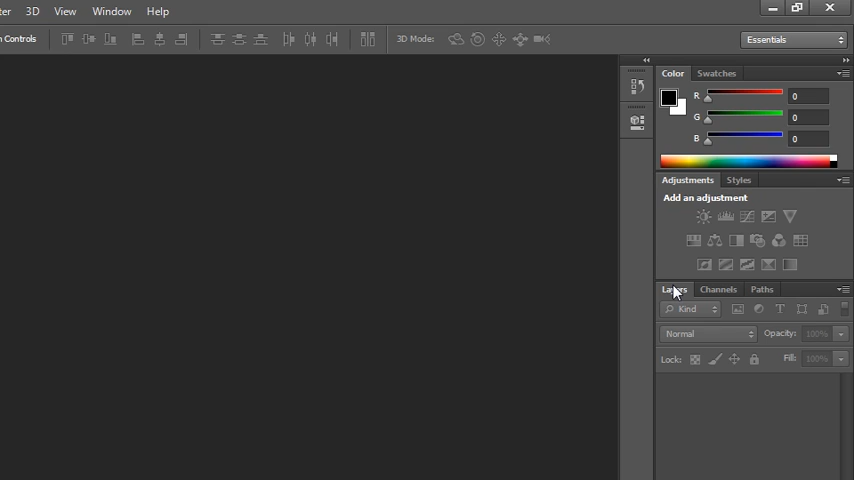 ter 3D View Window Help
n Controls 3D Mode: Essentials
Color Swatches
R 0
G 0
B 0
Adjustments Styles
Add an adjustment
Layers Channels Paths
Kind
Normal Opacity: 100%
Lock: Fill: 100%